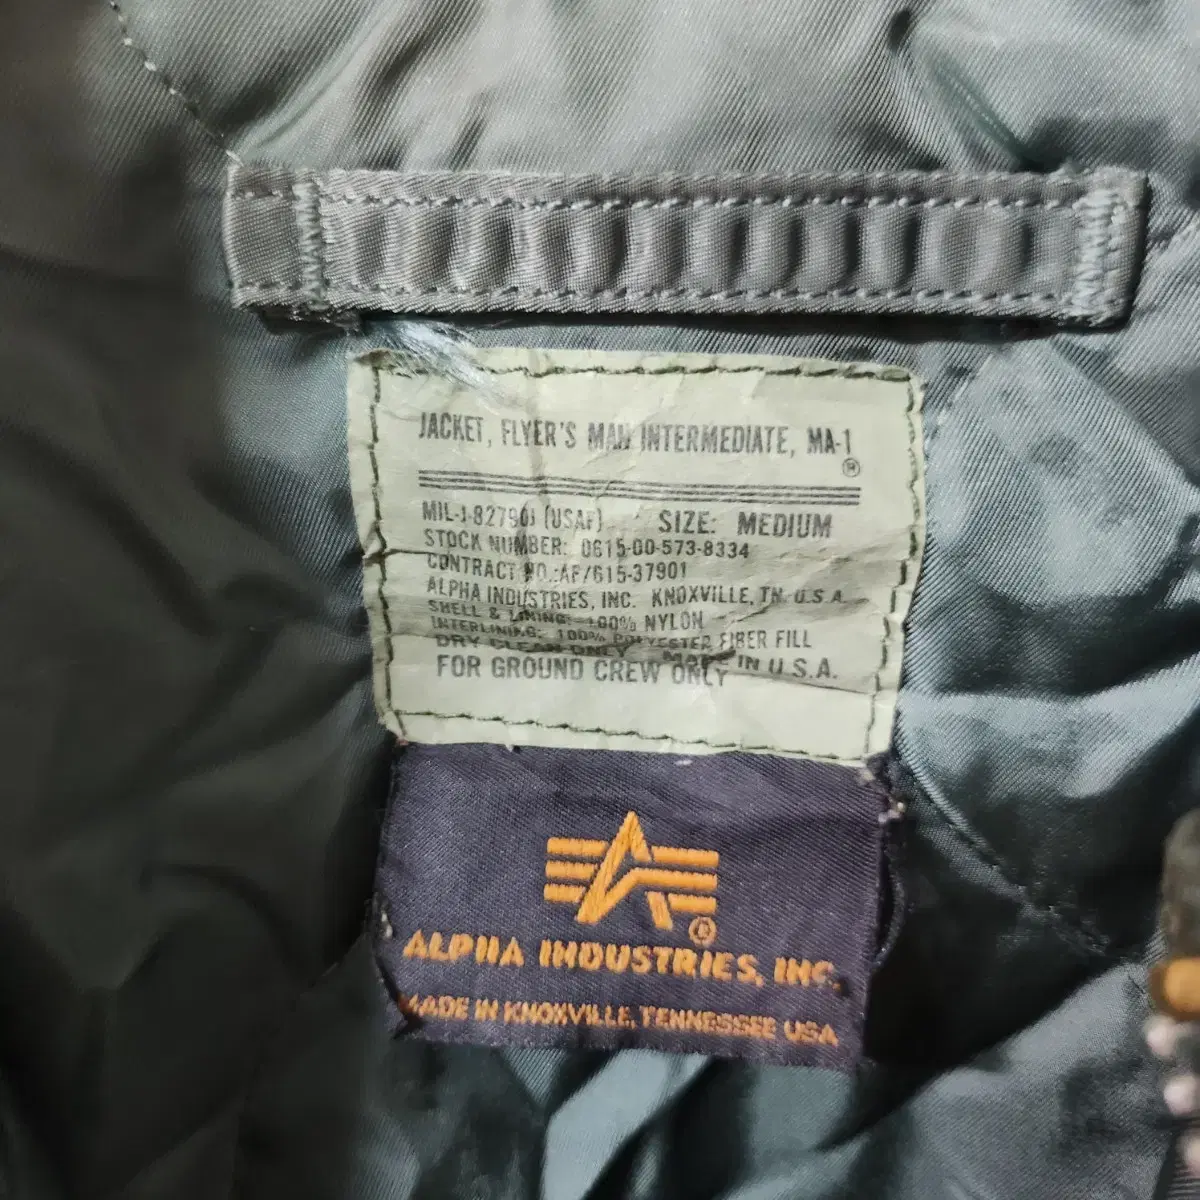 JACKET, FLYER'S MAN INTERMEDIATE, MA-1
®
MIL-J-8279OJ (USAF) SIZE: MEDIUM
STOCK NUMBER: 0615-00-573-8334
CONTRACT NO.:AF/615-37901
ALPHA INDUSTRIES, INC. KNOXVILLE, TN. U.S.A.
SHELL & LINING: 100% NYLON
INTERLINING: 100% POLYESTER FIBER FILL
DRY CLEAN ONLY MADE IN U.S.A.
FOR GROUND CREW ONLY
®
ALPHA INDUSTRIES, INC.
MADE IN KNOXVILLE, TENNESSEE USA